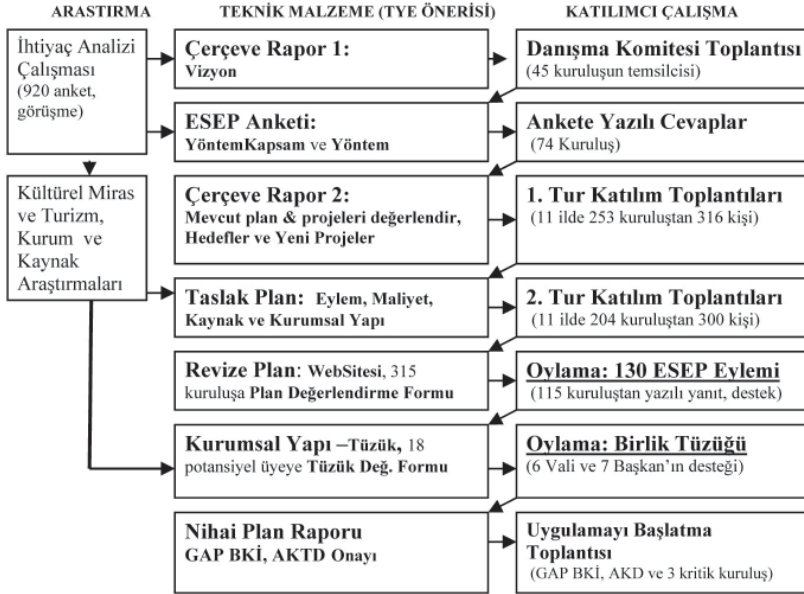 ARASTIRMA
TEKNİK MALZEME (TYE ÖNERİSİ)
KATILIMCI ÇALIŞMA
İhtiyaç Analizi
Çalışması
(920 anket,
görüşme)
Çerçeve Rapor 1:
Vizyon
Danışma Komitesi Toplantısı
(45 kuruluşun temsilcisi)
ESEP Anketi:
YöntemKapsam ve Yöntem
Ankete Yazılı Cevaplar
(74 Kuruluş)
Kültürel Miras
ve Turizm,
Kurum ve
Kaynak
Araştırmaları
Çerçeve Rapor 2:
Mevcut plan & projeleri değerlendir,
Hedefler ve Yeni Projeler
1. Tur Katılım Toplantıları
(11 ilde 253 kuruluştan 316 kişi)
Taslak Plan: Eylem, Maliyet,
Kaynak ve Kurumsal Yapı
2. Tur Katılım Toplantıları
(11 ilde 204 kuruluştan 300 kişi)
Revize Plan: WebSitesi, 315
kuruluşa Plan Değerlendirme Formu
Oylama: 130 ESEP Eylemi
(115 kuruluştan yazılı yanıt, destek)
Kurumsal Yapı –Tüzük, 18
potansiyel üyeye Tüzük Değ. Formu
Oylama: Birlik Tüzüğü
(6 Vali ve 7 Başkan'ın desteği)
Nihai Plan Raporu
GAP BKİ, AKTD Onayı
Uygulamayı Başlatma
Toplantısı
(GAP BKİ, AKD ve 3 kritik kuruluş)